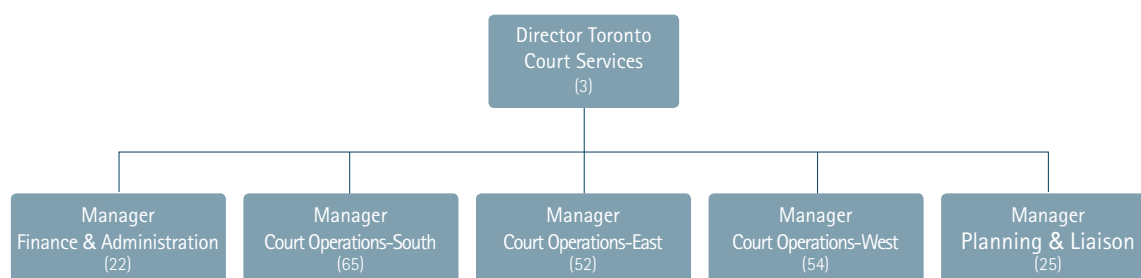 Director Toronto
Court Services
(3)
Manager
Finance & Administration
(22)
Manager
Court Operations-South
(65)
Manager
Court Operations-East
(52)
Manager
Court Operations-West
(54)
Manager
Planning & Liaison
(25)